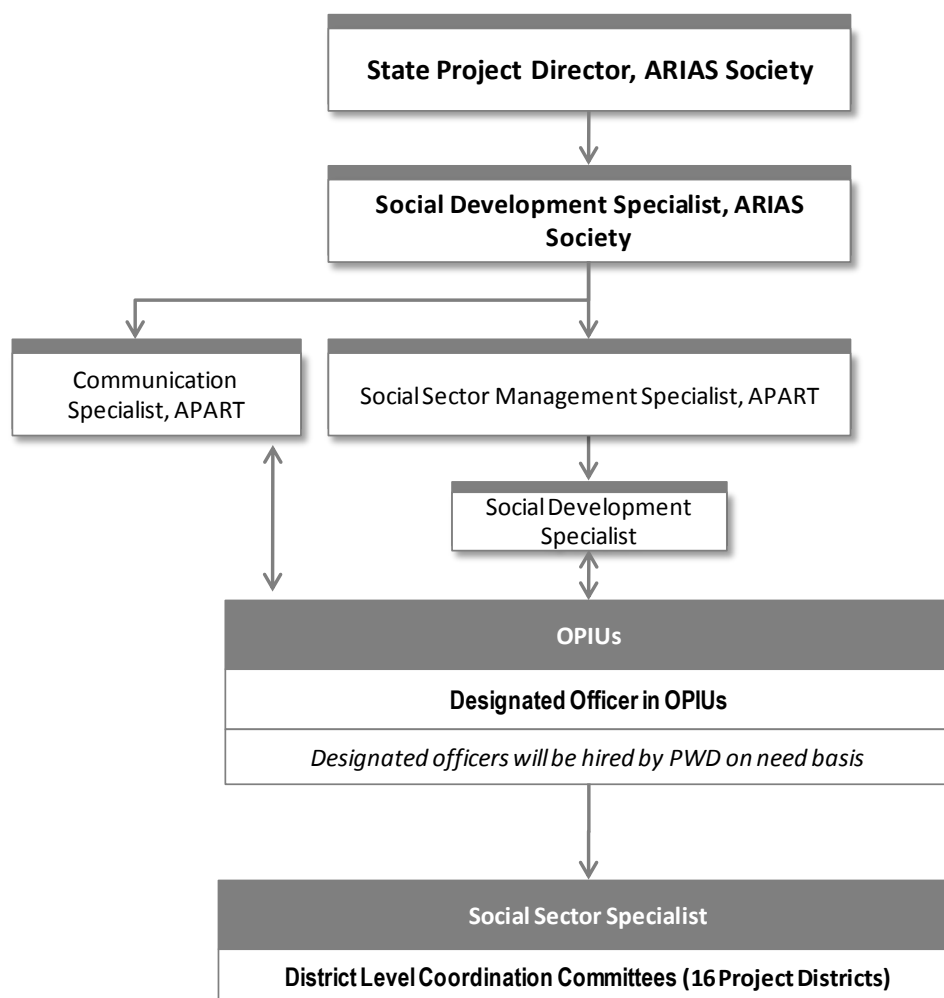 State Project Director, ARIAS Society
Social Development Specialist, ARIAS
Society
Communication
Specialist, APART
Social Sector Management Specialist, APART
Social Development
Specialist
OPIUs
Designated Officer in OPIUs
Designated officers will be hired by PWD on need basis
Social Sector Specialist
District Level Coordination Committees (16 Project Districts)